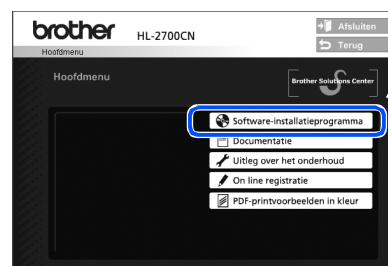 brother
HL-2700CN
Afsluiten
Terug
Hoofdmenu
Hoofdmenu
Brother Solutions Center
Software-installatieprogramma
Documentatie
Uitleg over het onderhoud
On line registratie
PDF-printvoorbeelden in kleur